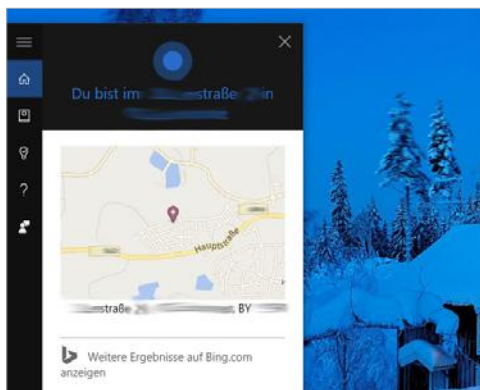 Du bist im straße in
Hauptstraße
straße , BY
Weitere Ergebnisse auf Bing.com
anzeigen